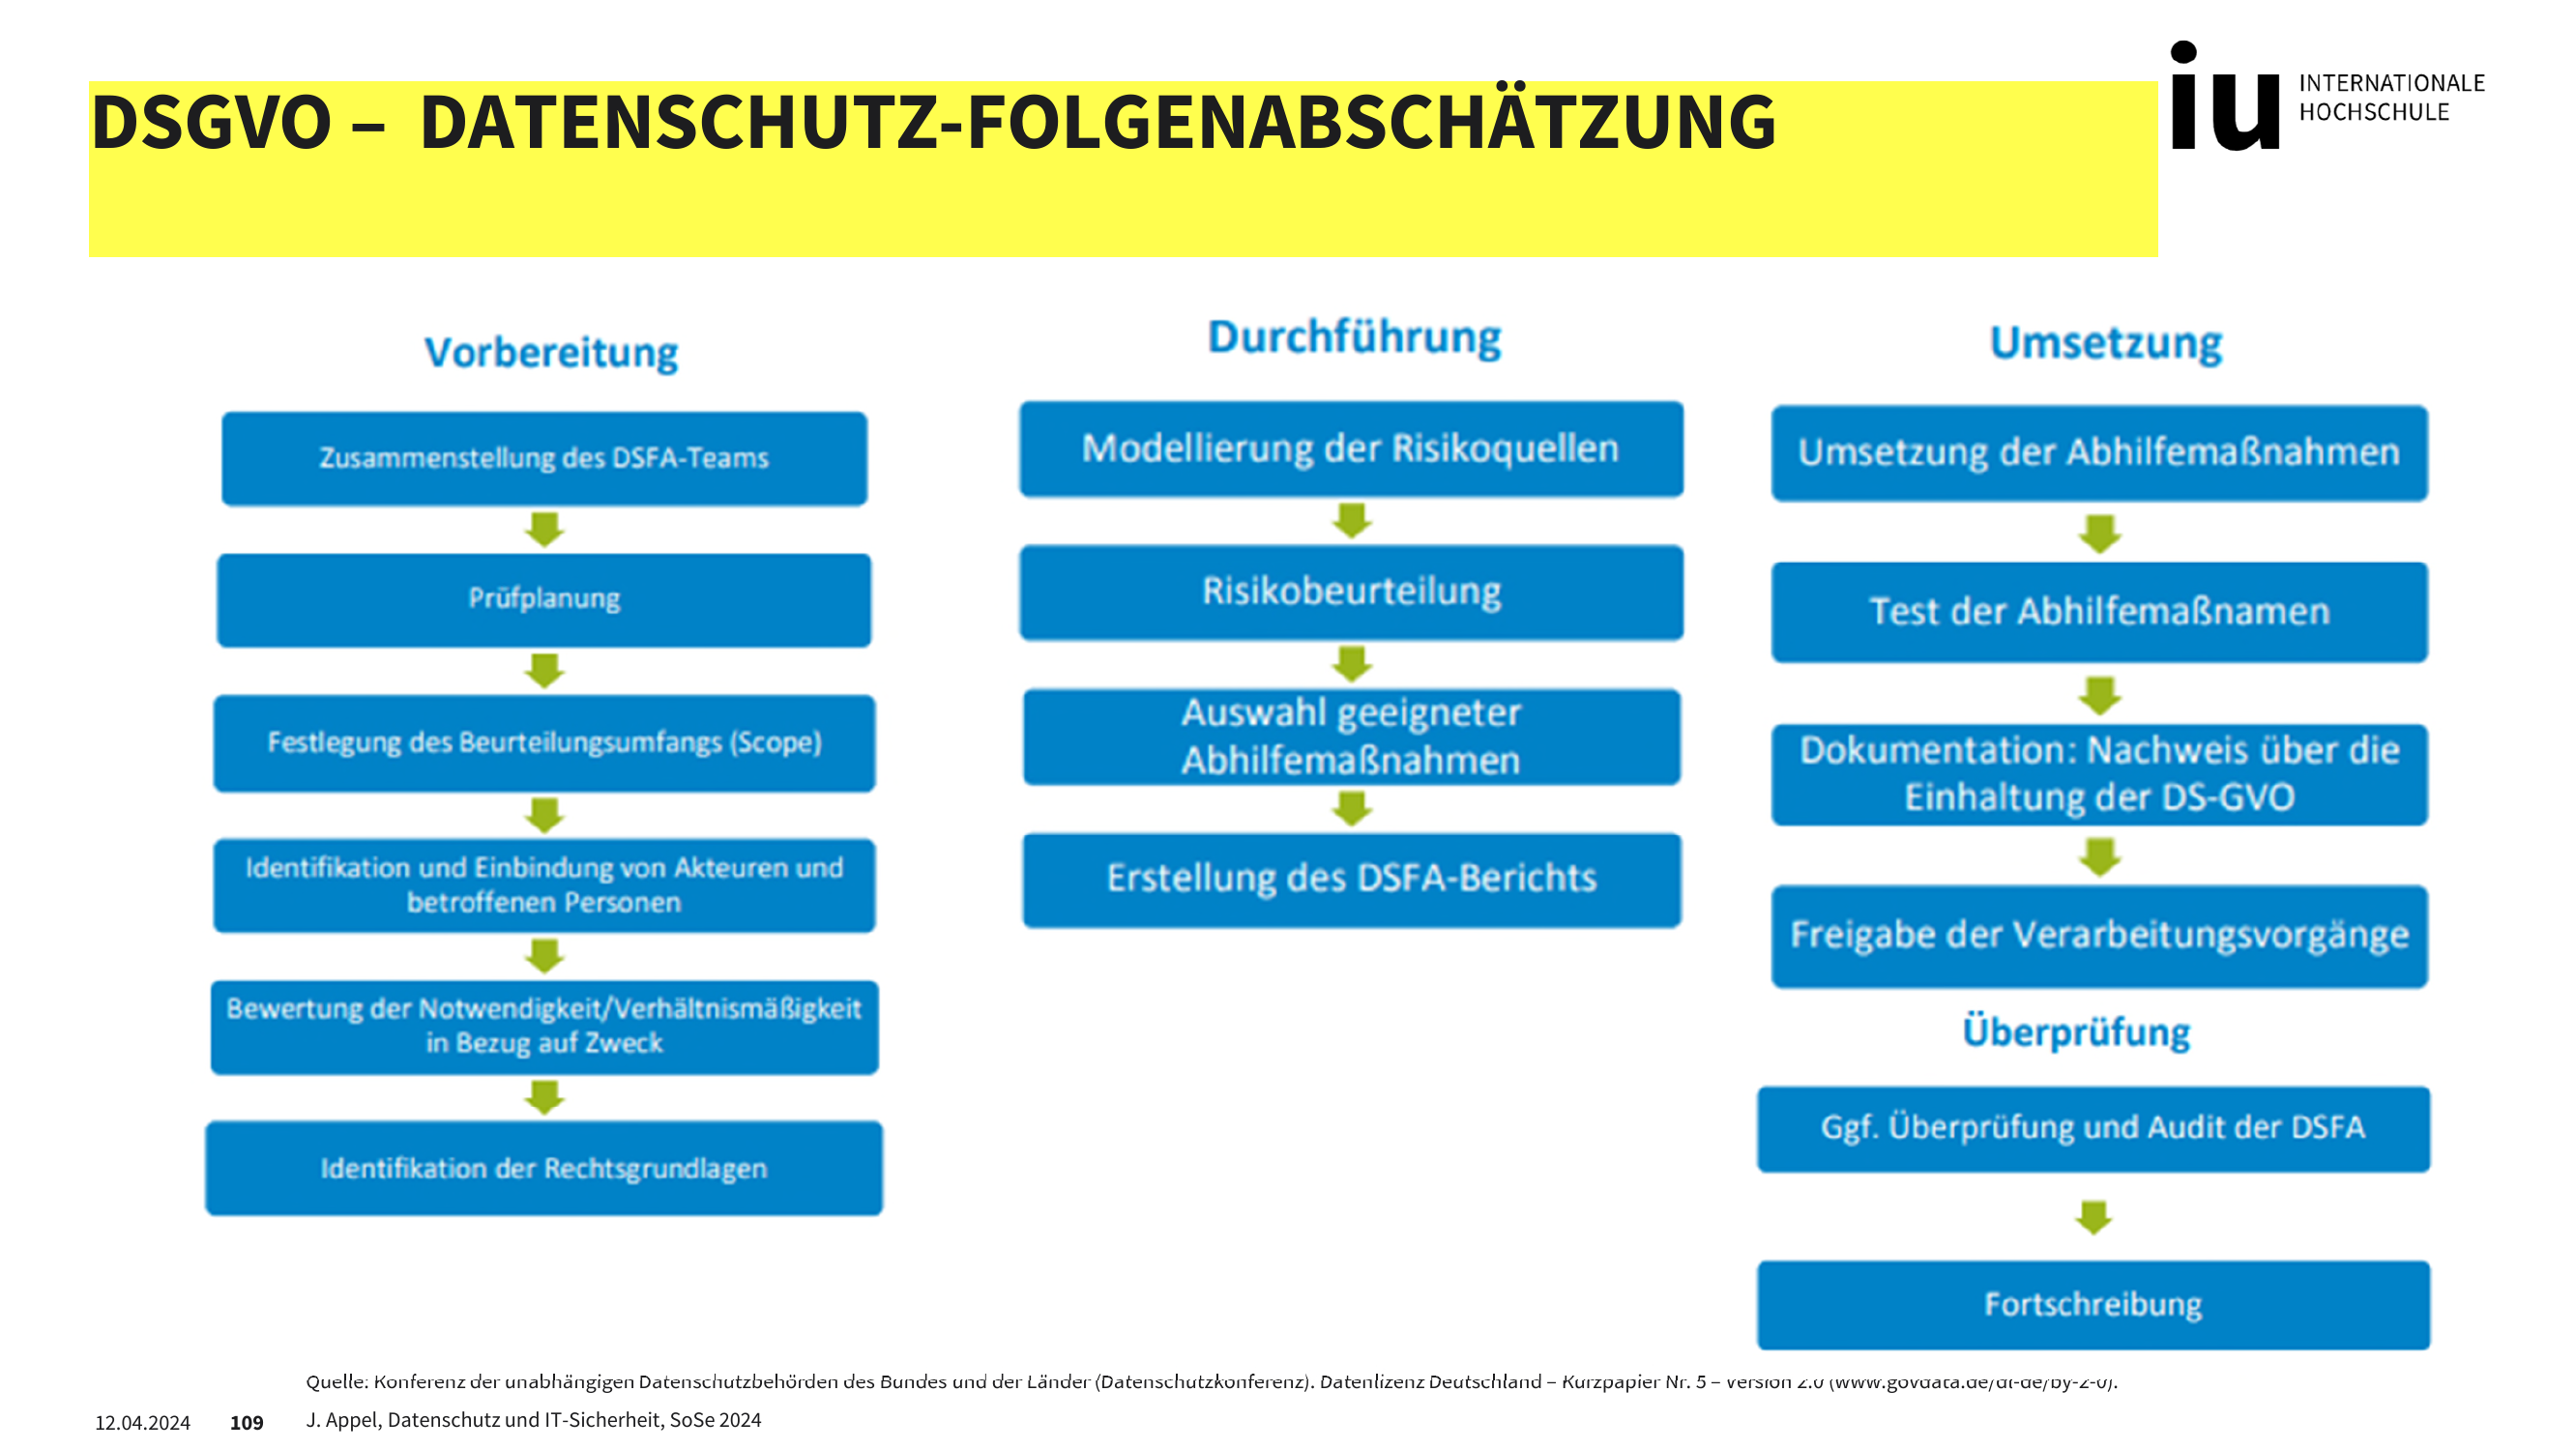 DSGVO – DATENSCHUTZ-FOLGENABSCHÄTZUNG
iu INTERNATIONALE
HOCHSCHULE
Vorbereitung
Zusammenstellung des DSFA-Teams
Prüfplanung
Festlegung des Beurteilungsumfangs (Scope)
Identifikation und Einbindung von Akteuren und
betroffenen Personen
Bewertung der Notwendigkeit/Verhältnismäßigkeit
in Bezug auf Zweck
Identifikation der Rechtsgrundlagen
Durchführung
Modellierung der Risikoquellen
Risikobeurteilung
Auswahl geeigneter
Abhilfemaßnahmen
Erstellung des DSFA-Berichts
Umsetzung
Umsetzung der Abhilfemaßnahmen
Test der Abhilfemaßnamen
Dokumentation: Nachweis über die
Einhaltung der DS-GVO
Freigabe der Verarbeitungsvorgänge
Überprüfung
Ggf. Überprüfung und Audit der DSFA
Fortschreibung
Quelle: Konferenz der unabhängigen Datenschutzbehörden des Bundes und der Länder (Datenschutzkonferenz). Datenlizenz Deutschland – Kurzpapier Nr. 5 – Version 2.0 (www.govdata.de/dl-de/by-2-0).
12.04.2024 109 J. Appel, Datenschutz und IT-Sicherheit, SoSe 2024